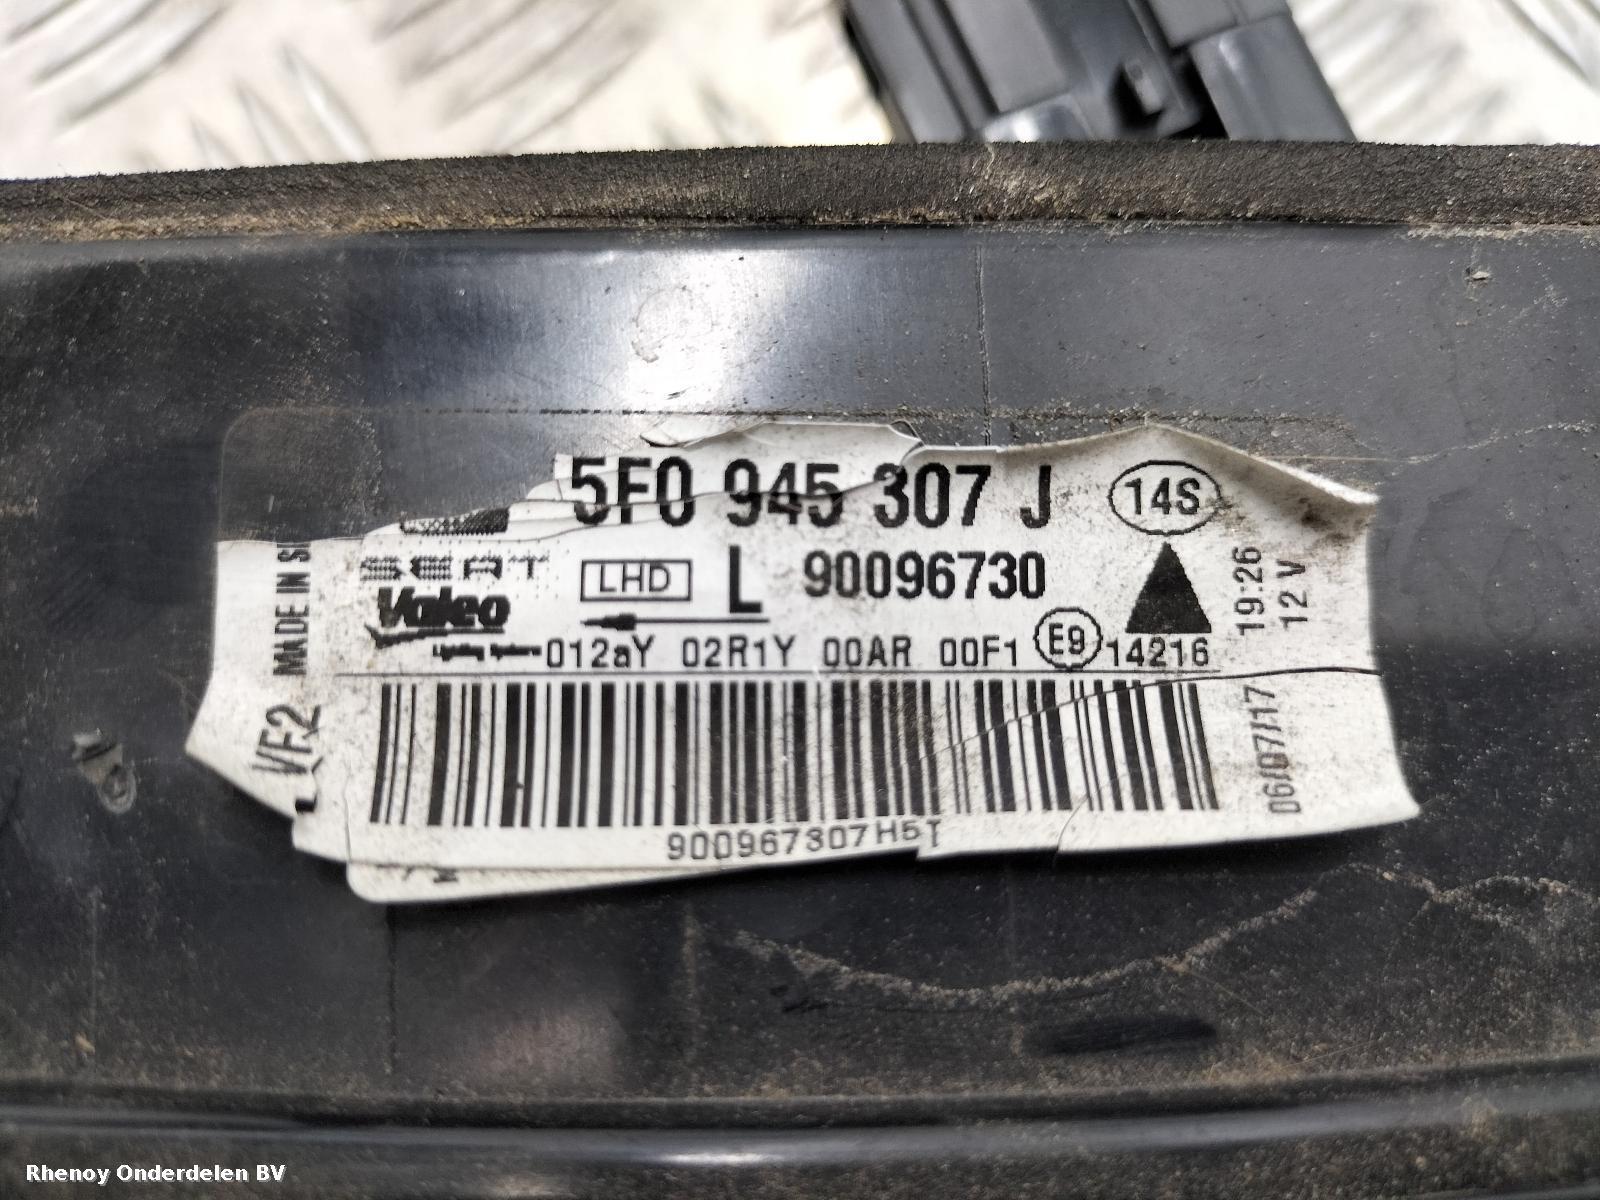 5F0 945 307 J 14S
SEAT LHD L 90096730
Valeo
Lighting Systems 012aY 02R1Y 00AR 00F1 E9 14216
19:26
12 V
06/07/17
MADE IN
VF2
900967307H5T
Rhenoy Onderdelen BV